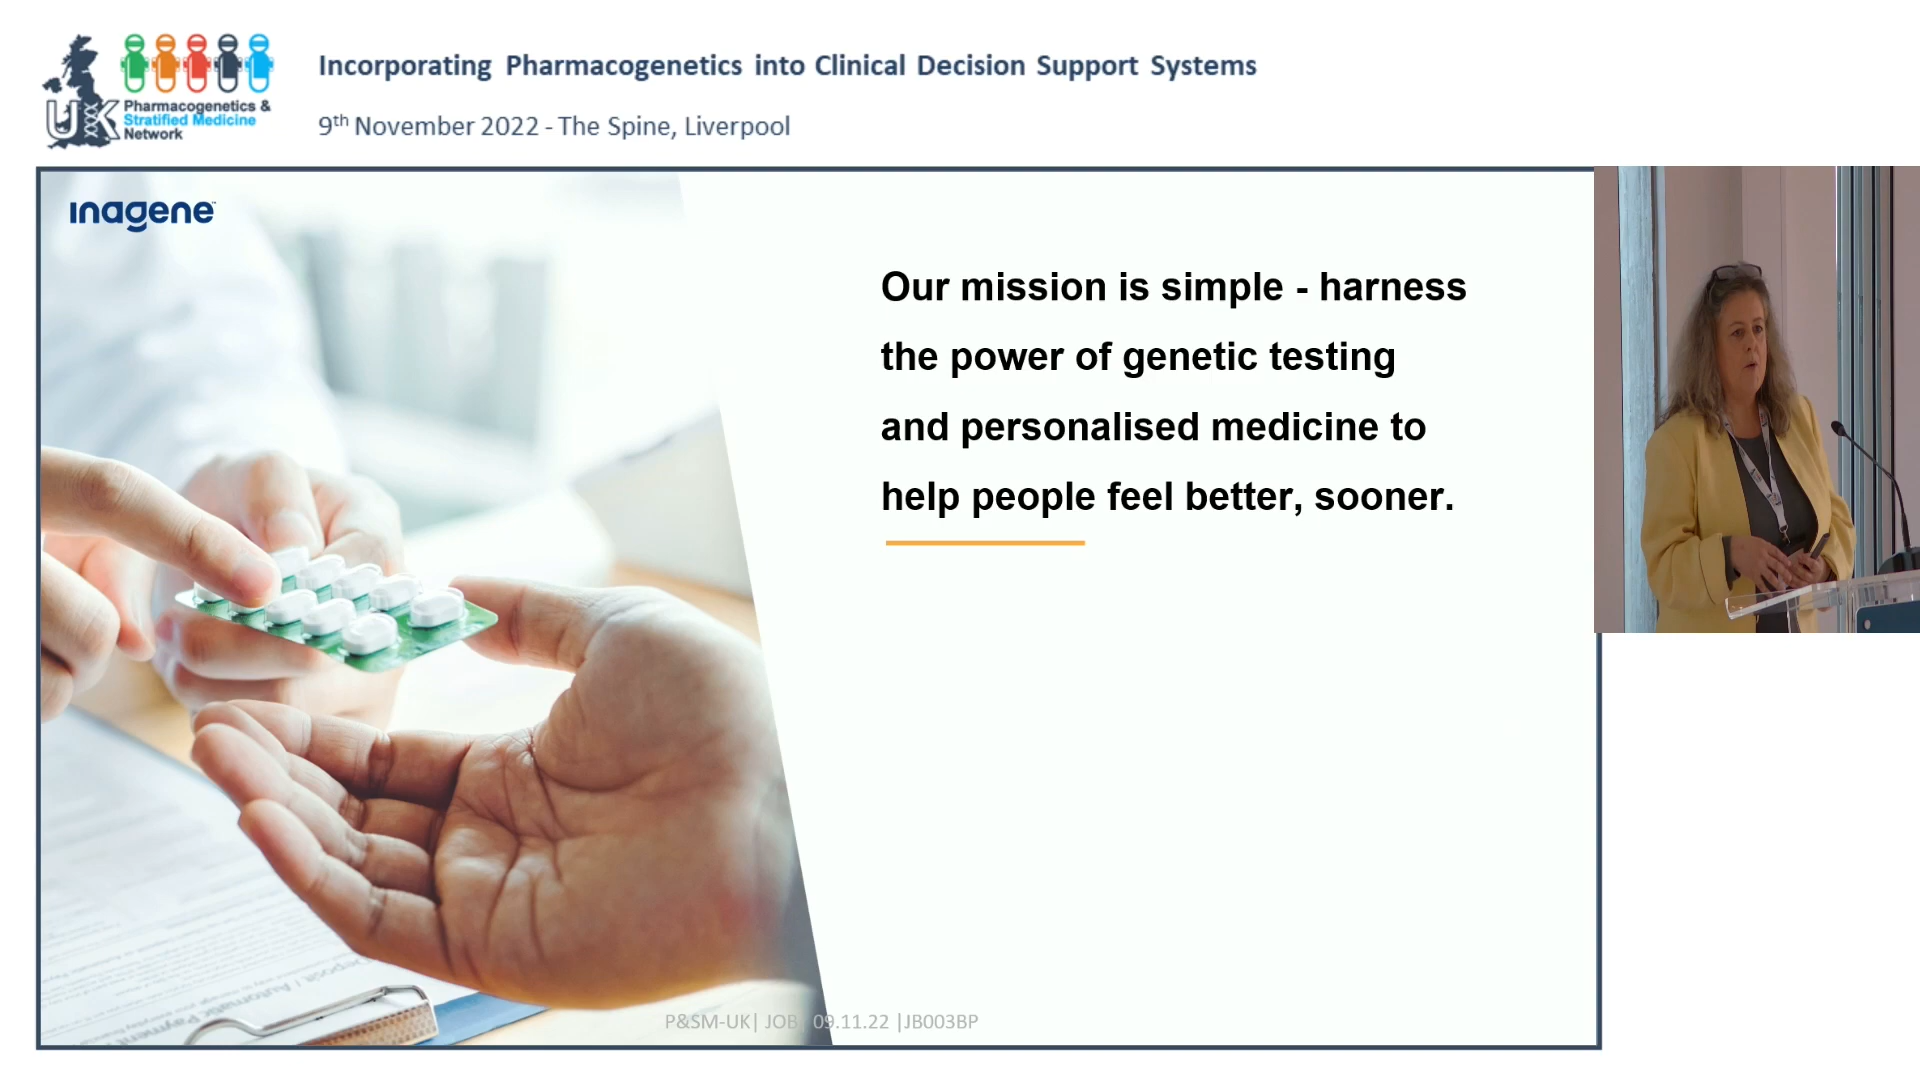 UK
Pharmacogenetics &
Stratified Medicine
Network
Incorporating Pharmacogenetics into Clinical Decision Support Systems
9th November 2022 - The Spine, Liverpool
inagene
Our mission is simple - harness
the power of genetic testing
and personalised medicine to
help people feel better, sooner.
P&SM-UK| JOB| 09.11.22 |JB003BP